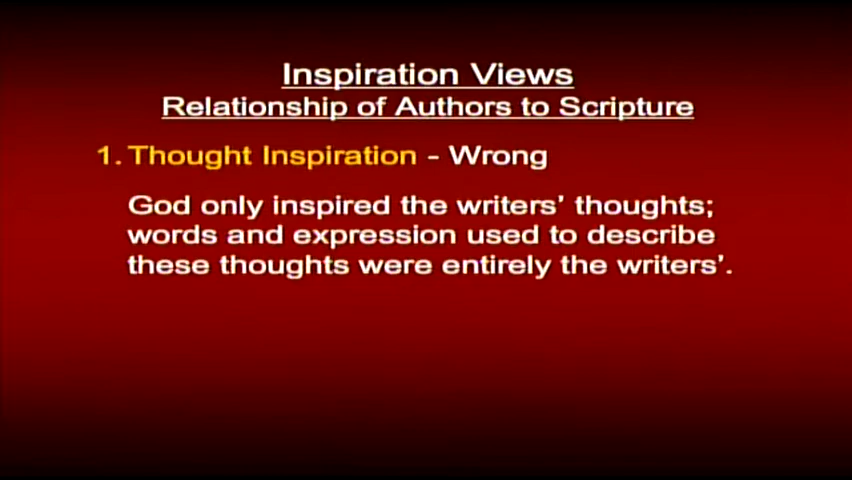 Inspiration Views
Relationship of Authors to Scripture
1. Thought Inspiration - Wrong
God only inspired the writers’ thoughts;
words and expression used to describe
these thoughts were entirely the writers’.